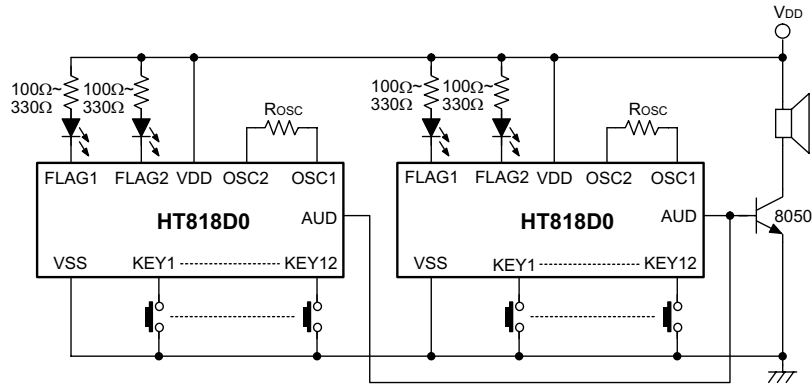 VDD
100Ω~ 100Ω~ 100Ω~ 100Ω~
330Ω 330Ω 330Ω 330Ω
ROSC ROSC
FLAG1 FLAG2 VDD OSC2 OSC1 FLAG1 FLAG2 VDD OSC2 OSC1
HT818D0 AUD HT818D0 AUD 8050
VSS KEY1 KEY12 VSS KEY1 KEY12